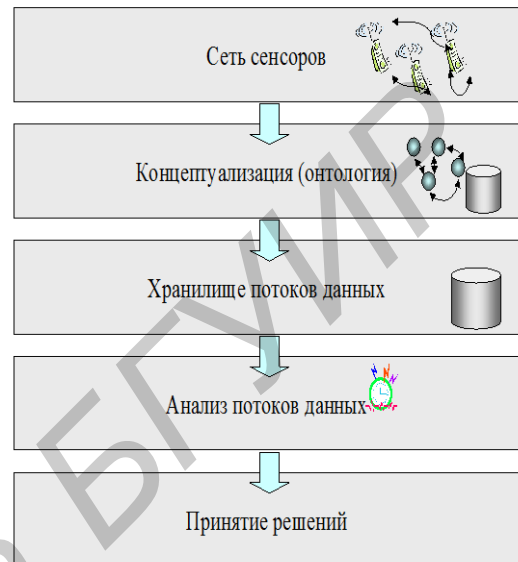 Сеть сенсоров
Концептуализация (онтология)
Хранилище потоков данных
Анализ потоков данных
Принятие решений
БГУИР